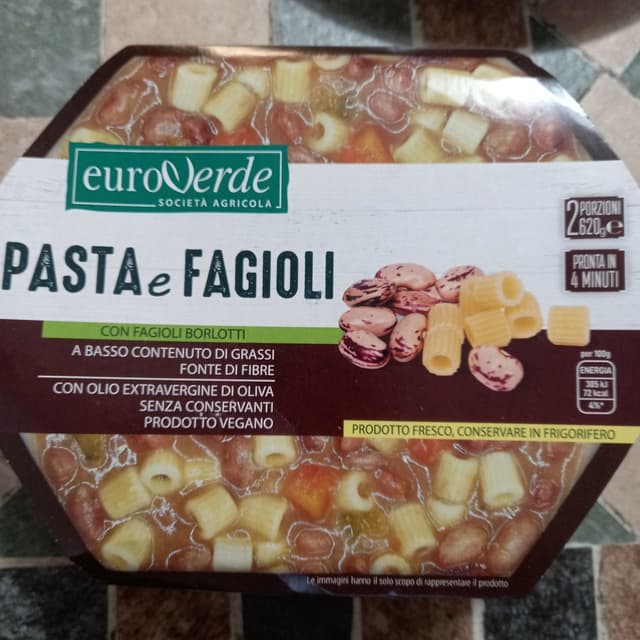 euroVerde
SOCIETÀ AGRICOLA
2 PORZIONI
620g e
PRONTA IN
4 MINUTI
PASTA e FAGIOLI
CON FAGIOLI BORLOTTI
A BASSO CONTENUTO DI GRASSI
FONTE DI FIBRE
CON OLIO EXTRAVERGINE DI OLIVA
SENZA CONSERVANTI
PRODOTTO VEGANO
per 100g
ENERGIA
305 kJ
72 kcal
4%*
PRODOTTO FRESCO, CONSERVARE IN FRIGORIFERO
Le immagini hanno il solo scopo di rappresentare il prodotto